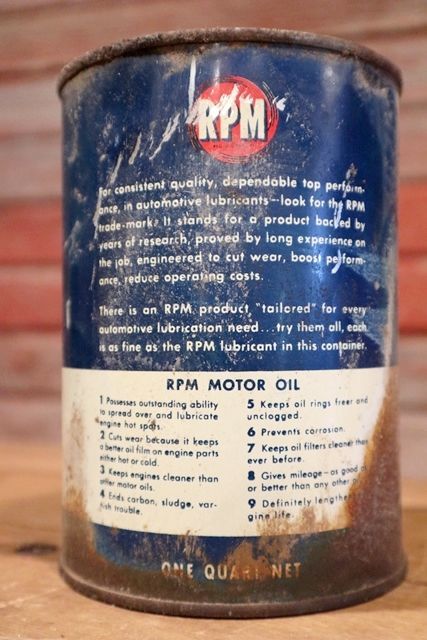 RPM
For consistent quality, dependable top perform-
ance, in automotive lubricants—look for the RPM
trade-mark. It stands for a product backed by
years of research, proved by long experience on
the job, engineered to cut wear, boost perform-
ance, reduce operating costs.
There is an RPM product "tailored" for every
automotive lubrication need...try them all, each
is as fine as the RPM lubricant in this container.
RPM MOTOR OIL
1 Possesses outstanding ability
to spread over and lubricate
engine hot spots.
2 Cuts wear because it keeps
a better oil film on engine parts
either hot or cold.
3 Keeps engines cleaner than
other motor oils.
4 Ends carbon, sludge, var-
nish trouble.
5 Keeps oil rings freer and
unclogged.
6 Prevents corrosion.
7 Keeps oil filters cleaner than
ever before.
8 Gives mileage—as good as
or better than any other
9 Definitely lengthens
gine life.
ONE QUART NET